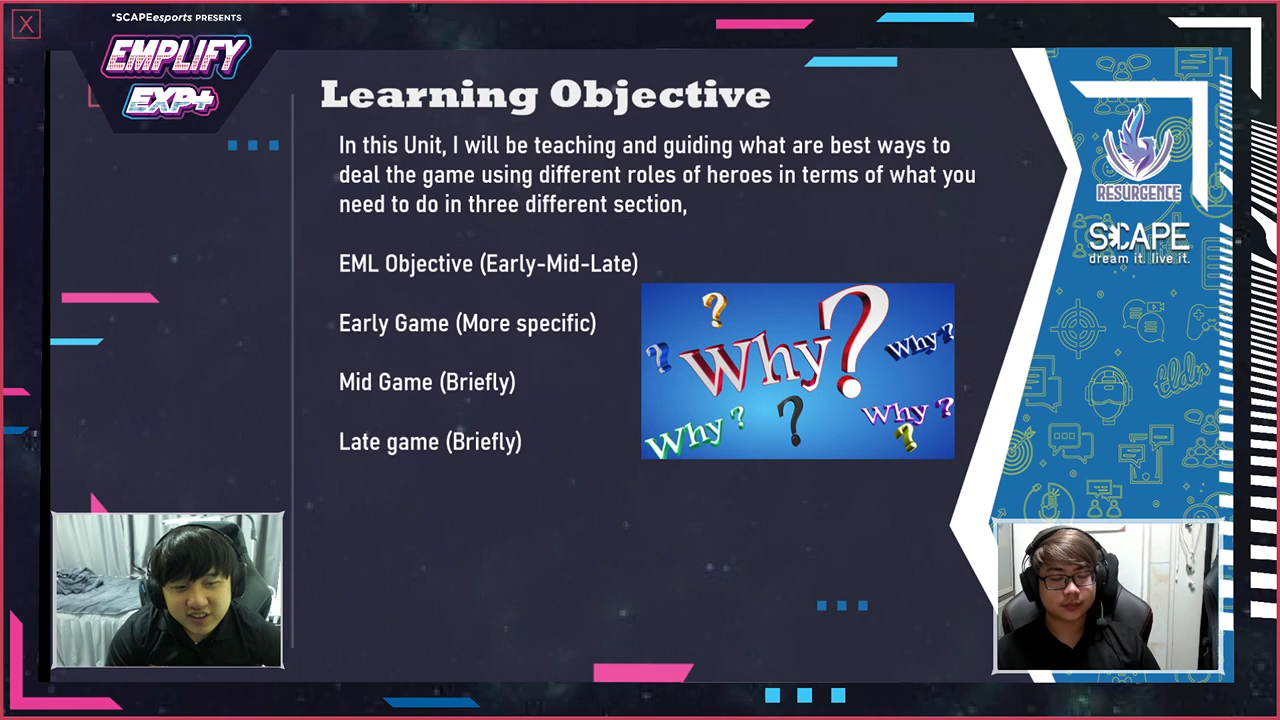 X
*SCAPEesports PRESENTS
EMPLIFY
EXP+
Learning Objective
In this Unit, I will be teaching and guiding what are best ways to
deal the game using different roles of heroes in terms of what you
need to do in three different section,
EML Objective (Early-Mid-Late)
Early Game (More specific)
Mid Game (Briefly)
Late game (Briefly)
?
?
Why?
Why?
Why ?
?
Why ?
?
RESURGENCE
S*CAPE
dream it. live it.
tldr